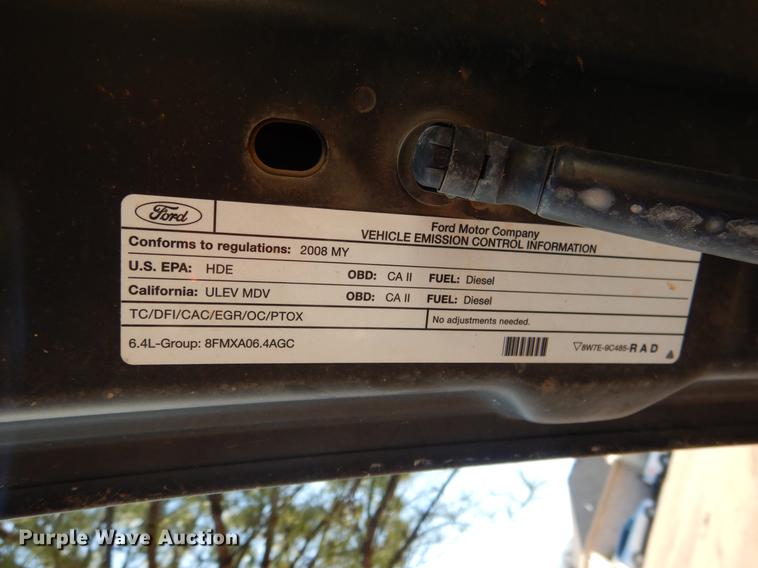 Ford
Ford Motor Company
VEHICLE EMISSION CONTROL INFORMATION
Conforms to regulations: 2008 MY
U.S. EPA: HDE OBD: CA II FUEL: Diesel
California: ULEV MDV OBD: CA II FUEL: Diesel
TC/DFI/CAC/EGR/OC/PTOX No adjustments needed.
6.4L-Group: 8FMXA06.4AGC ▽8W7E-9C485-R A D
Purple Wave Auction